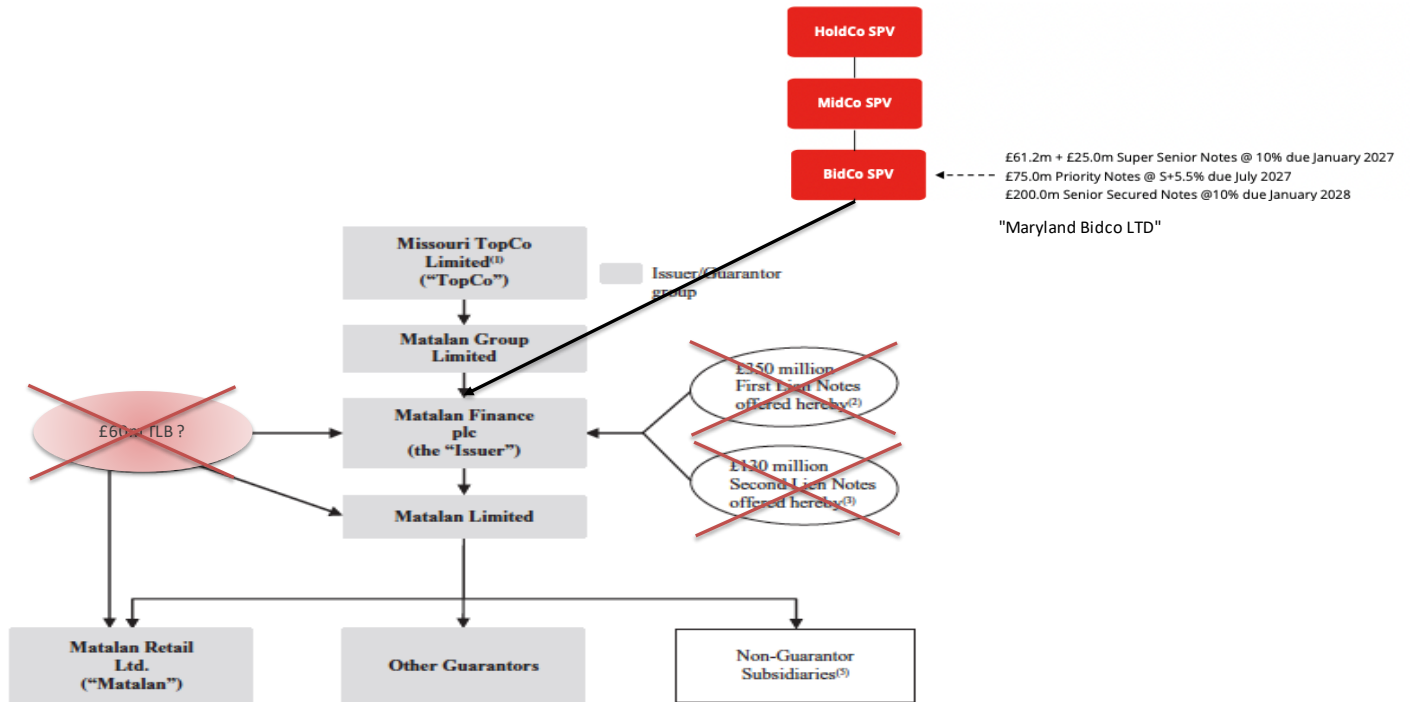 HoldCo SPV
MidCo SPV
BidCo SPV
£61.2m + £25.0m Super Senior Notes @ 10% due January 2027
£75.0m Priority Notes @ S+5.5% due July 2027
£200.0m Senior Secured Notes @10% due January 2028
"Maryland Bidco LTD"
Missouri TopCo
Limited(1)
(“TopCo”)
Issuer/Guarantor
group
Matalan Group
Limited
£350 million
First Lien Notes
offered hereby(2)
Matalan Finance
plc
(the “Issuer”)
£60m TLB ?
£130 million
Second Lien Notes
offered hereby(3)
Matalan Limited
Matalan Retail
Ltd.
(“Matalan”)
Other Guarantors
Non-Guarantor
Subsidiaries(5)